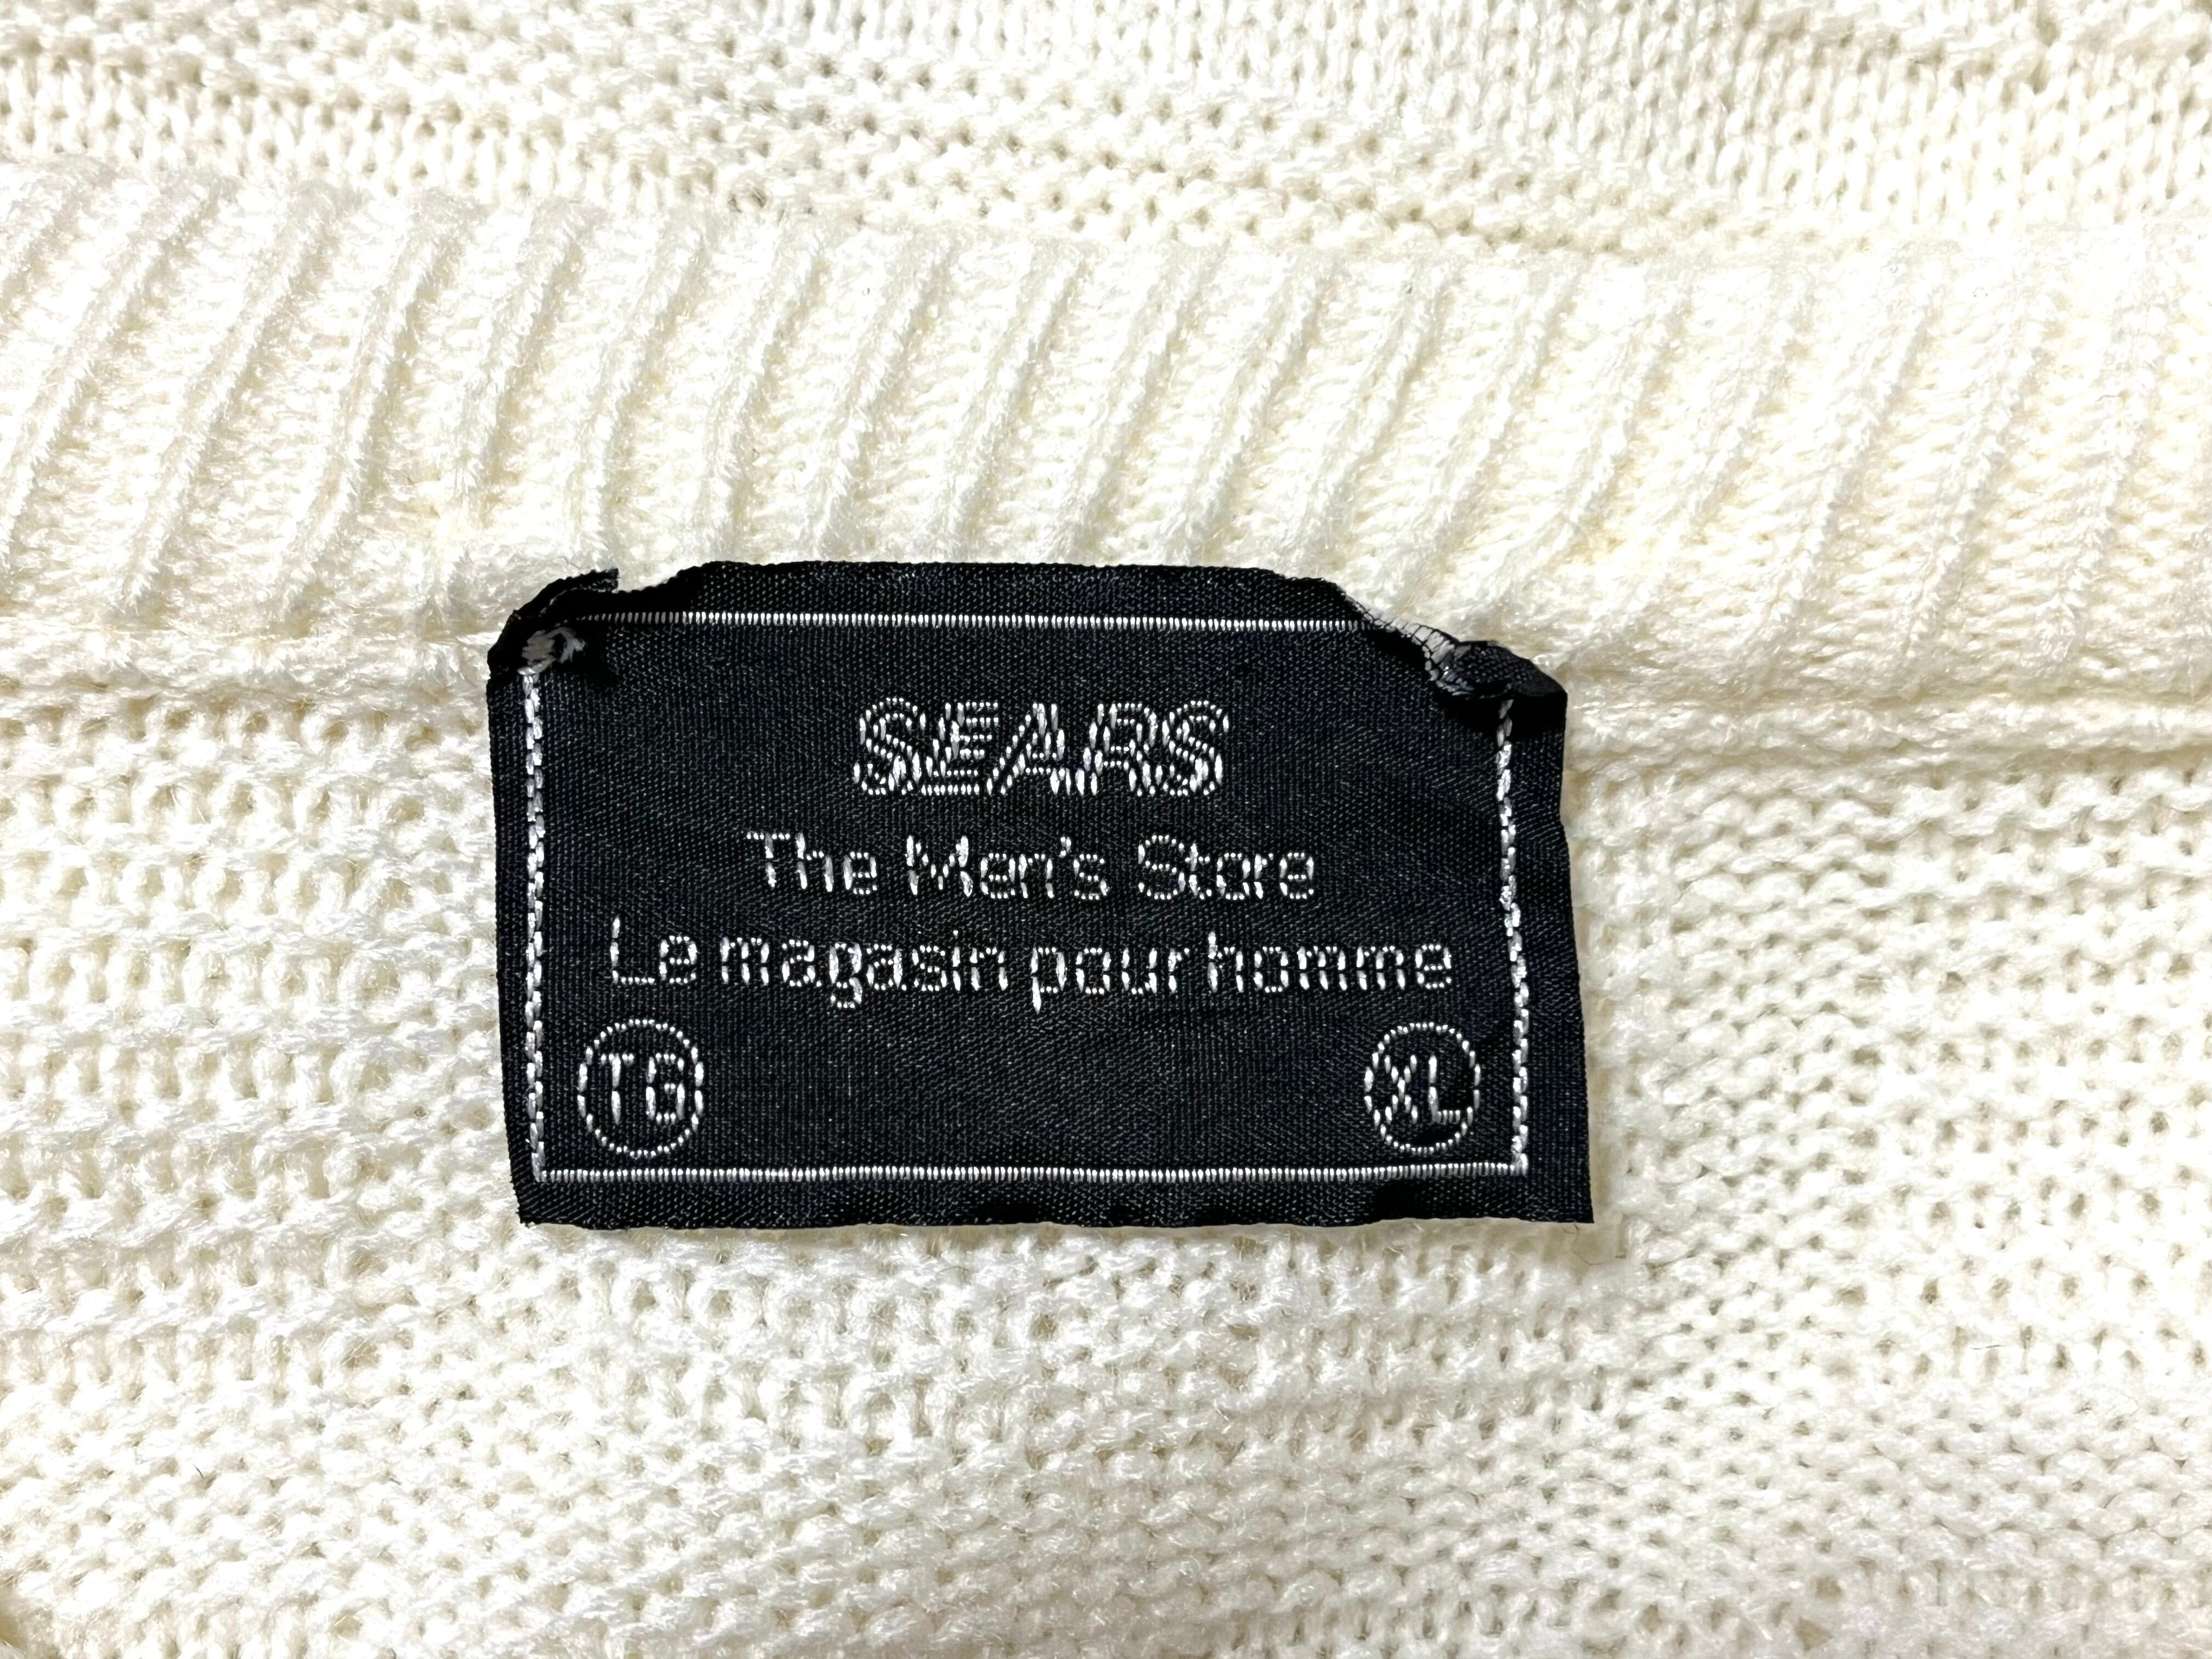 SEARS
The Men's Store
Le magasin pour homme
TG XL